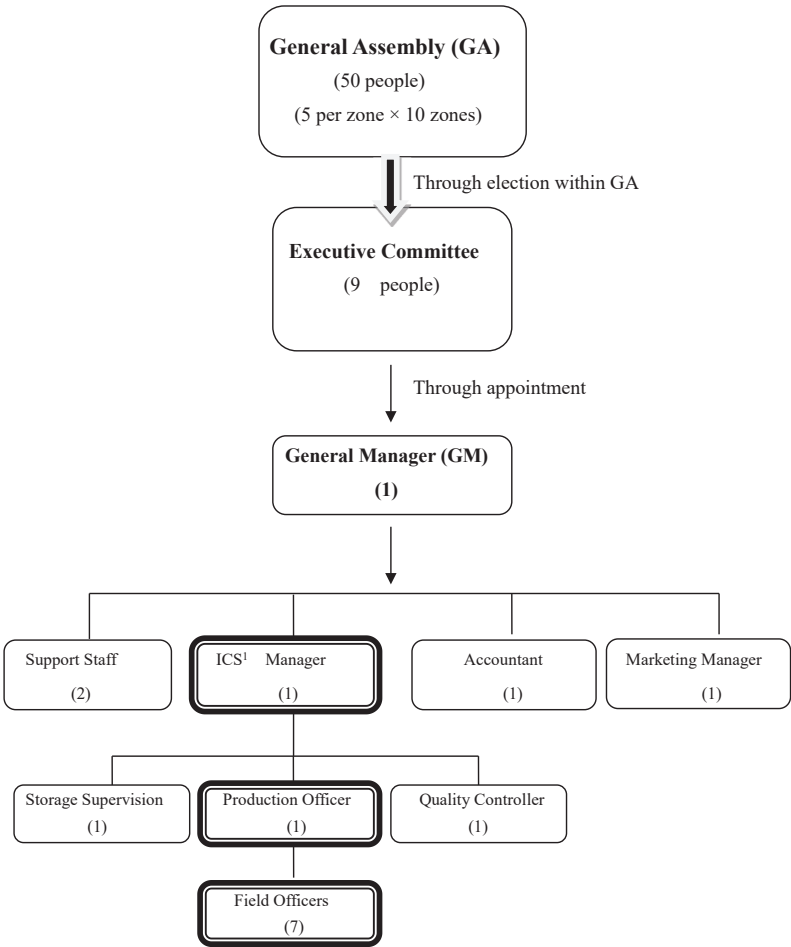 General Assembly (GA)
(50 people)
(5 per zone × 10 zones)
Through election within GA
Executive Committee
(9 people)
Through appointment
General Manager (GM)
(1)
Support Staff
(2)
ICS¹ Manager
(1)
Accountant
(1)
Marketing Manager
(1)
Storage Supervision
(1)
Production Officer
(1)
Quality Controller
(1)
Field Officers
(7)